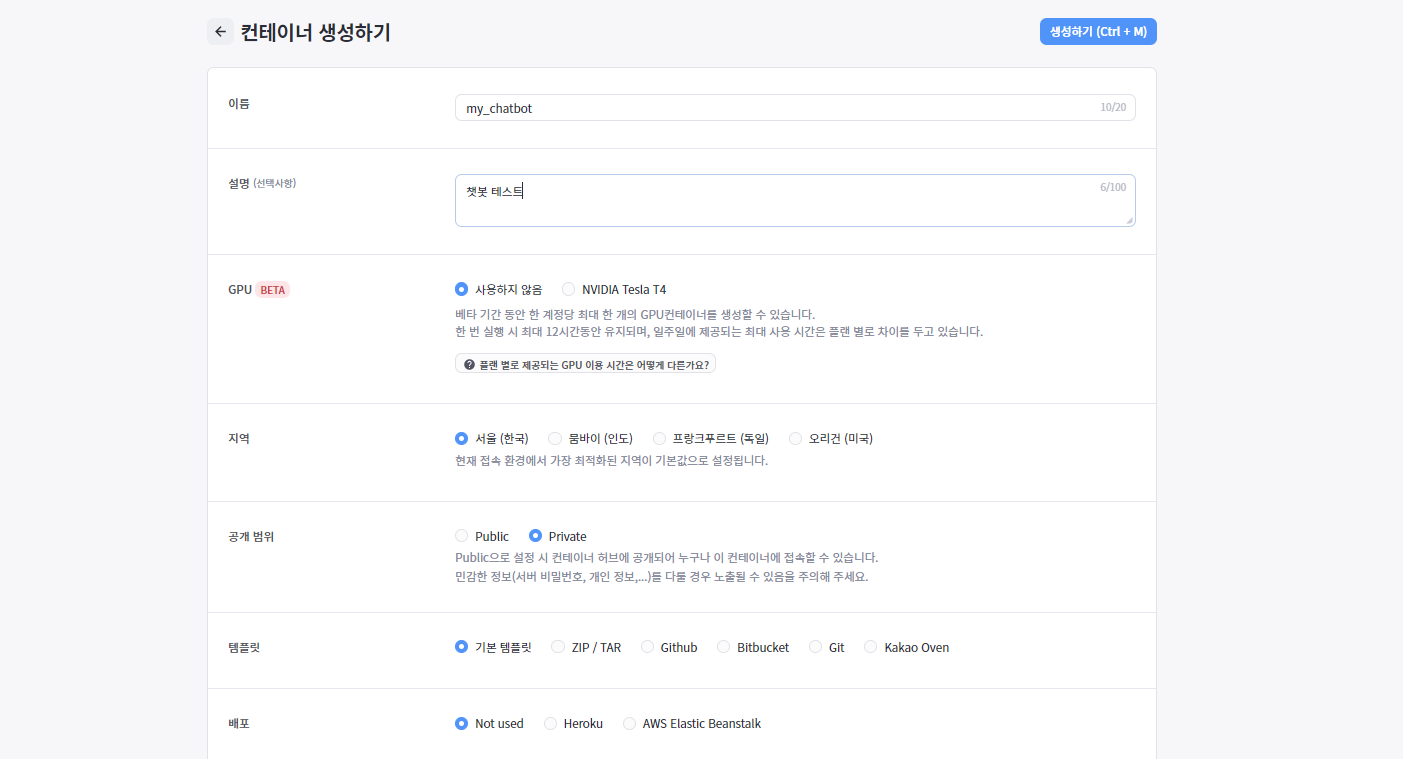 컨테이너 생성하기
생성하기 (Ctrl + M)
이름
my_chatbot
10/20
설명 (선택사항)
챗봇 테스트
6/100
GPU BETA
사용하지 않음 NVIDIA Tesla T4
베타 기간 동안 한 계정당 최대 한 개의 GPU컨테이너를 생성할 수 있습니다.
한 번 실행 시 최대 12시간동안 유지되며, 일주일에 제공되는 최대 사용 시간은 플랜 별로 차이를 두고 있습니다.
플랜 별로 제공되는 GPU 이용 시간은 어떻게 다른가요?
지역
서울 (한국) 뭄바이 (인도) 프랑크푸르트 (독일) 오리건 (미국)
현재 접속 환경에서 가장 최적화된 지역이 기본값으로 설정됩니다.
공개 범위
Public Private
Public으로 설정 시 컨테이너 허브에 공개되어 누구나 이 컨테이너에 접속할 수 있습니다.
민감한 정보(서버 비밀번호, 개인 정보,...)를 다룰 경우 노출될 수 있음을 주의해 주세요.
템플릿
기본 템플릿 ZIP / TAR Github Bitbucket Git Kakao Oven
배포
Not used Heroku AWS Elastic Beanstalk